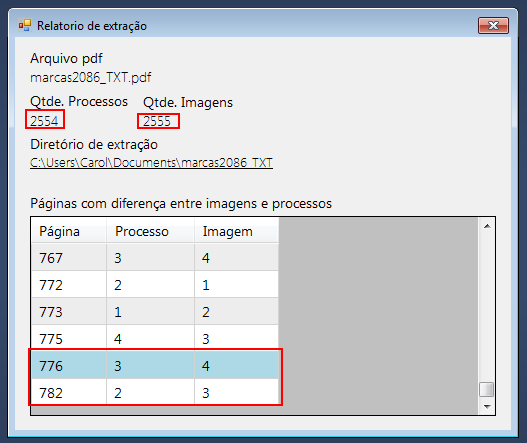 Relatorio de extração
Arquivo pdf
marcas2086_TXT.pdf
Qtde. Processos Qtde. Imagens
2554 2555
Diretório de extração
C:\Users\Carol\Documents\marcas2086_TXT
Páginas com diferença entre imagens e processos
Página Processo Imagem
767 3 4
772 2 1
773 1 2
775 4 3
776 3 4
782 2 3